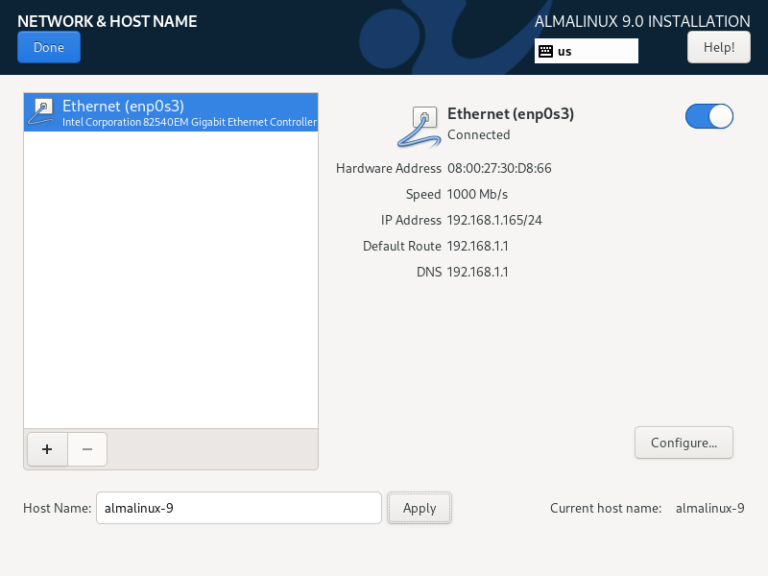 NETWORK & HOST NAME
ALMALINUX 9.0 INSTALLATION
Done
us
Help!
Ethernet (enp0s3)
Intel Corporation 82540EM Gigabit Ethernet Controller
Ethernet (enp0s3)
Connected
Hardware Address 08:00:27:30:D8:66
Speed 1000 Mb/s
IP Address 192.168.1.165/24
Default Route 192.168.1.1
DNS 192.168.1.1
+ −
Configure...
Host Name: almalinux-9 Apply Current host name: almalinux-9